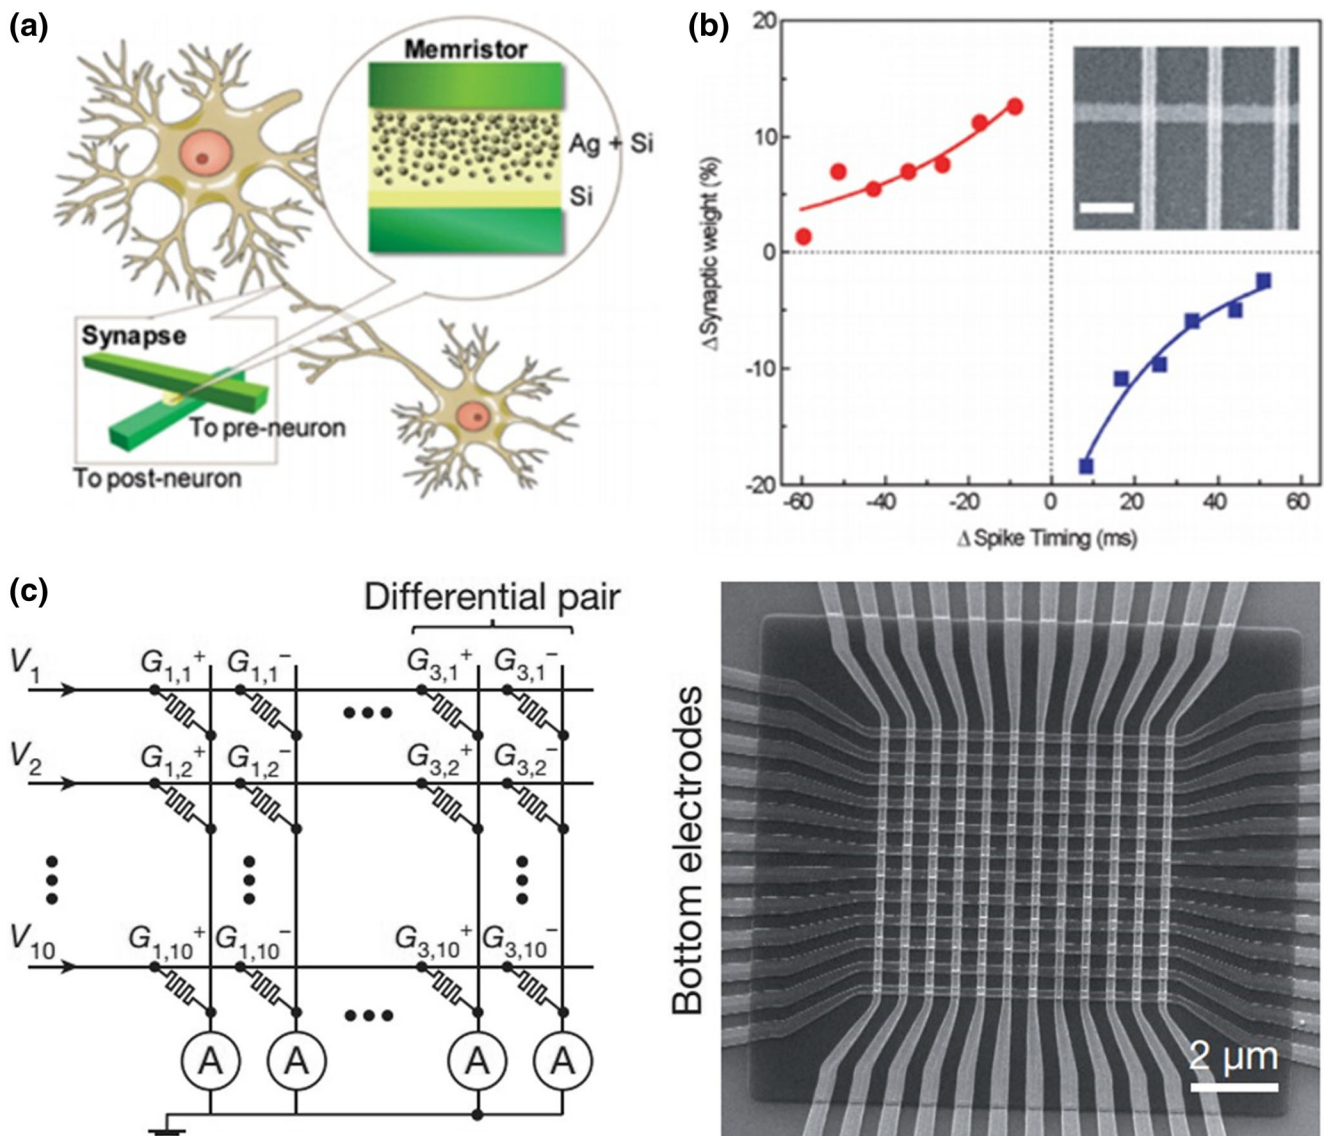 (a)
Memristor
Ag + Si
Si
Synapse
To pre-neuron
To post-neuron
(b)
20
10
0
-10
-20
-60 -40 -20 0 20 40 60
Δ Synaptic weight (%)
Δ Spike Timing (ms)
(c)
Differential pair
V1 G1,1+ G1,1− G3,1+ G3,1−
V2 G1,2+ G1,2− G3,2+ G3,2−
V10 G1,10+ G1,10− G3,10+ G3,10−
A A A A
Bottom electrodes
2 μm